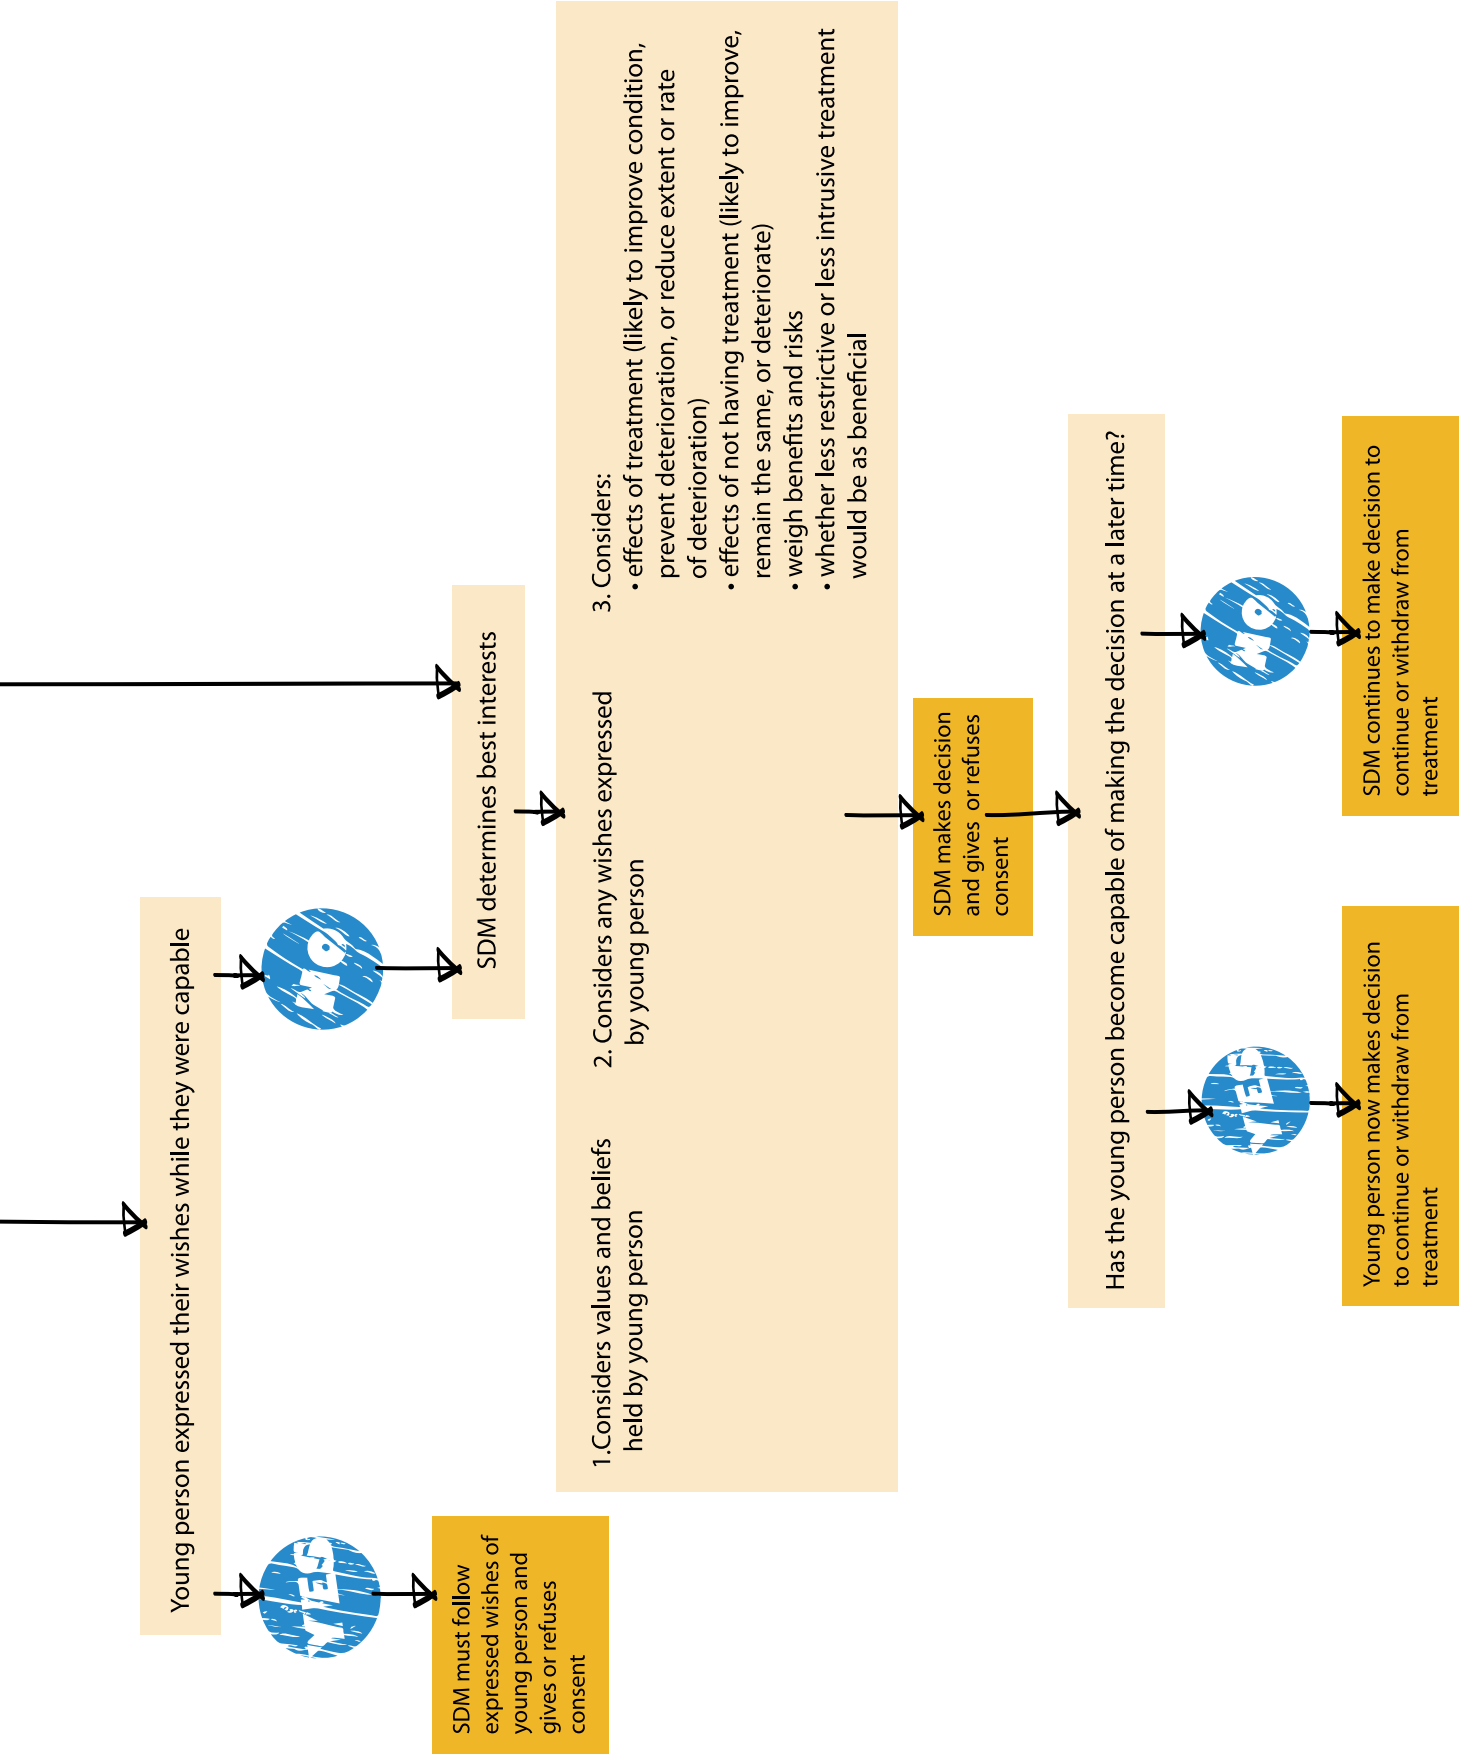 Young person expressed their wishes while they were capable
YES
NO
SDM must follow
expressed wishes of
young person and
gives or refuses
consent
SDM determines best interests
1.Considers values and beliefs
held by young person
2. Considers any wishes expressed
by young person
3. Considers:
• effects of treatment (likely to improve condition,
prevent deterioration, or reduce extent or rate
of deterioration)
• effects of not having treatment (likely to improve,
remain the same, or deteriorate)
• weigh benefits and risks
• whether less restrictive or less intrusive treatment
would be as beneficial
SDM makes decision
and gives or refuses
consent
Has the young person become capable of making the decision at a later time?
YES
NO
Young person now makes decision
to continue or withdraw from
treatment
SDM continues to make decision to
continue or withdraw from
treatment